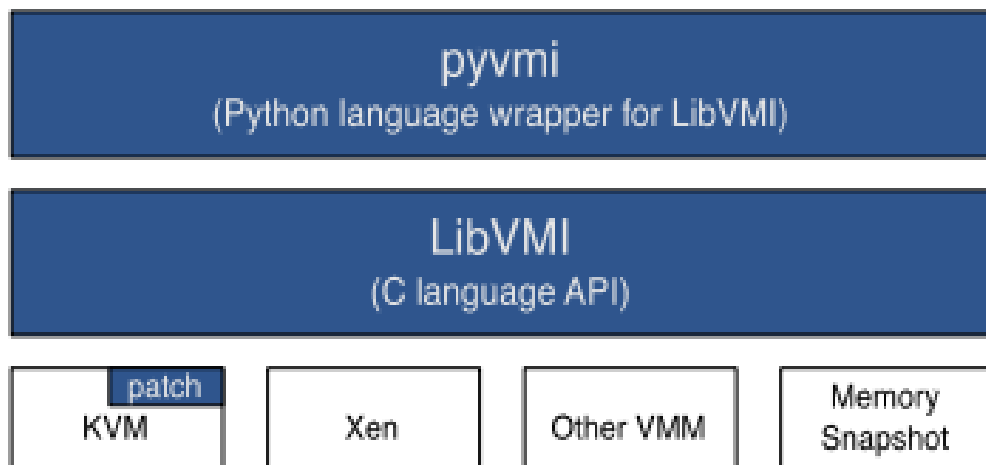 pyvmi
(Python language wrapper for LibVMI)
LibVMI
(C language API)
patch
KVM
Xen
Other VMM
Memory
Snapshot